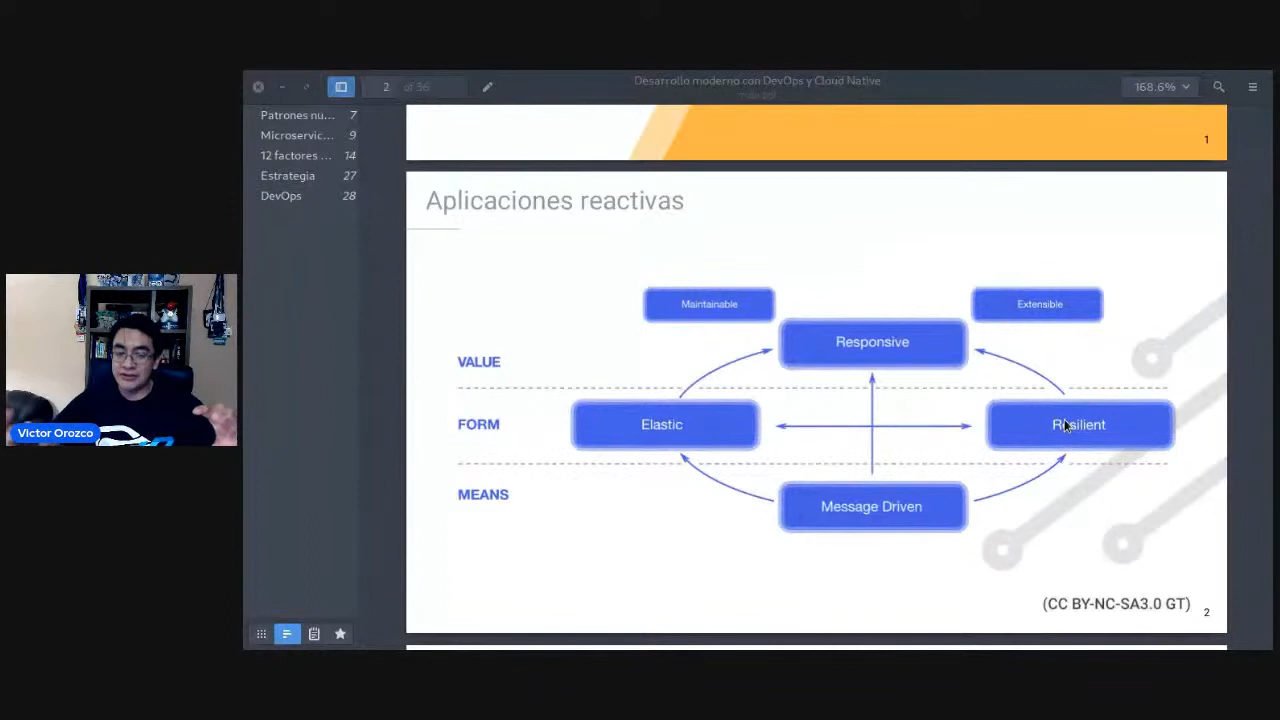 Desarrollo moderno con DevOps y Cloud Native
2 of 56
168.6%
Patrones nu... 7
Microservic... 9
12 factores ... 14
Estrategia 27
DevOps 28
1
Aplicaciones reactivas
Maintainable
Extensible
Responsive
VALUE
FORM
Elastic
Resilient
MEANS
Message Driven
(CC BY-NC-SA3.0 GT)
2
Victor Orozco